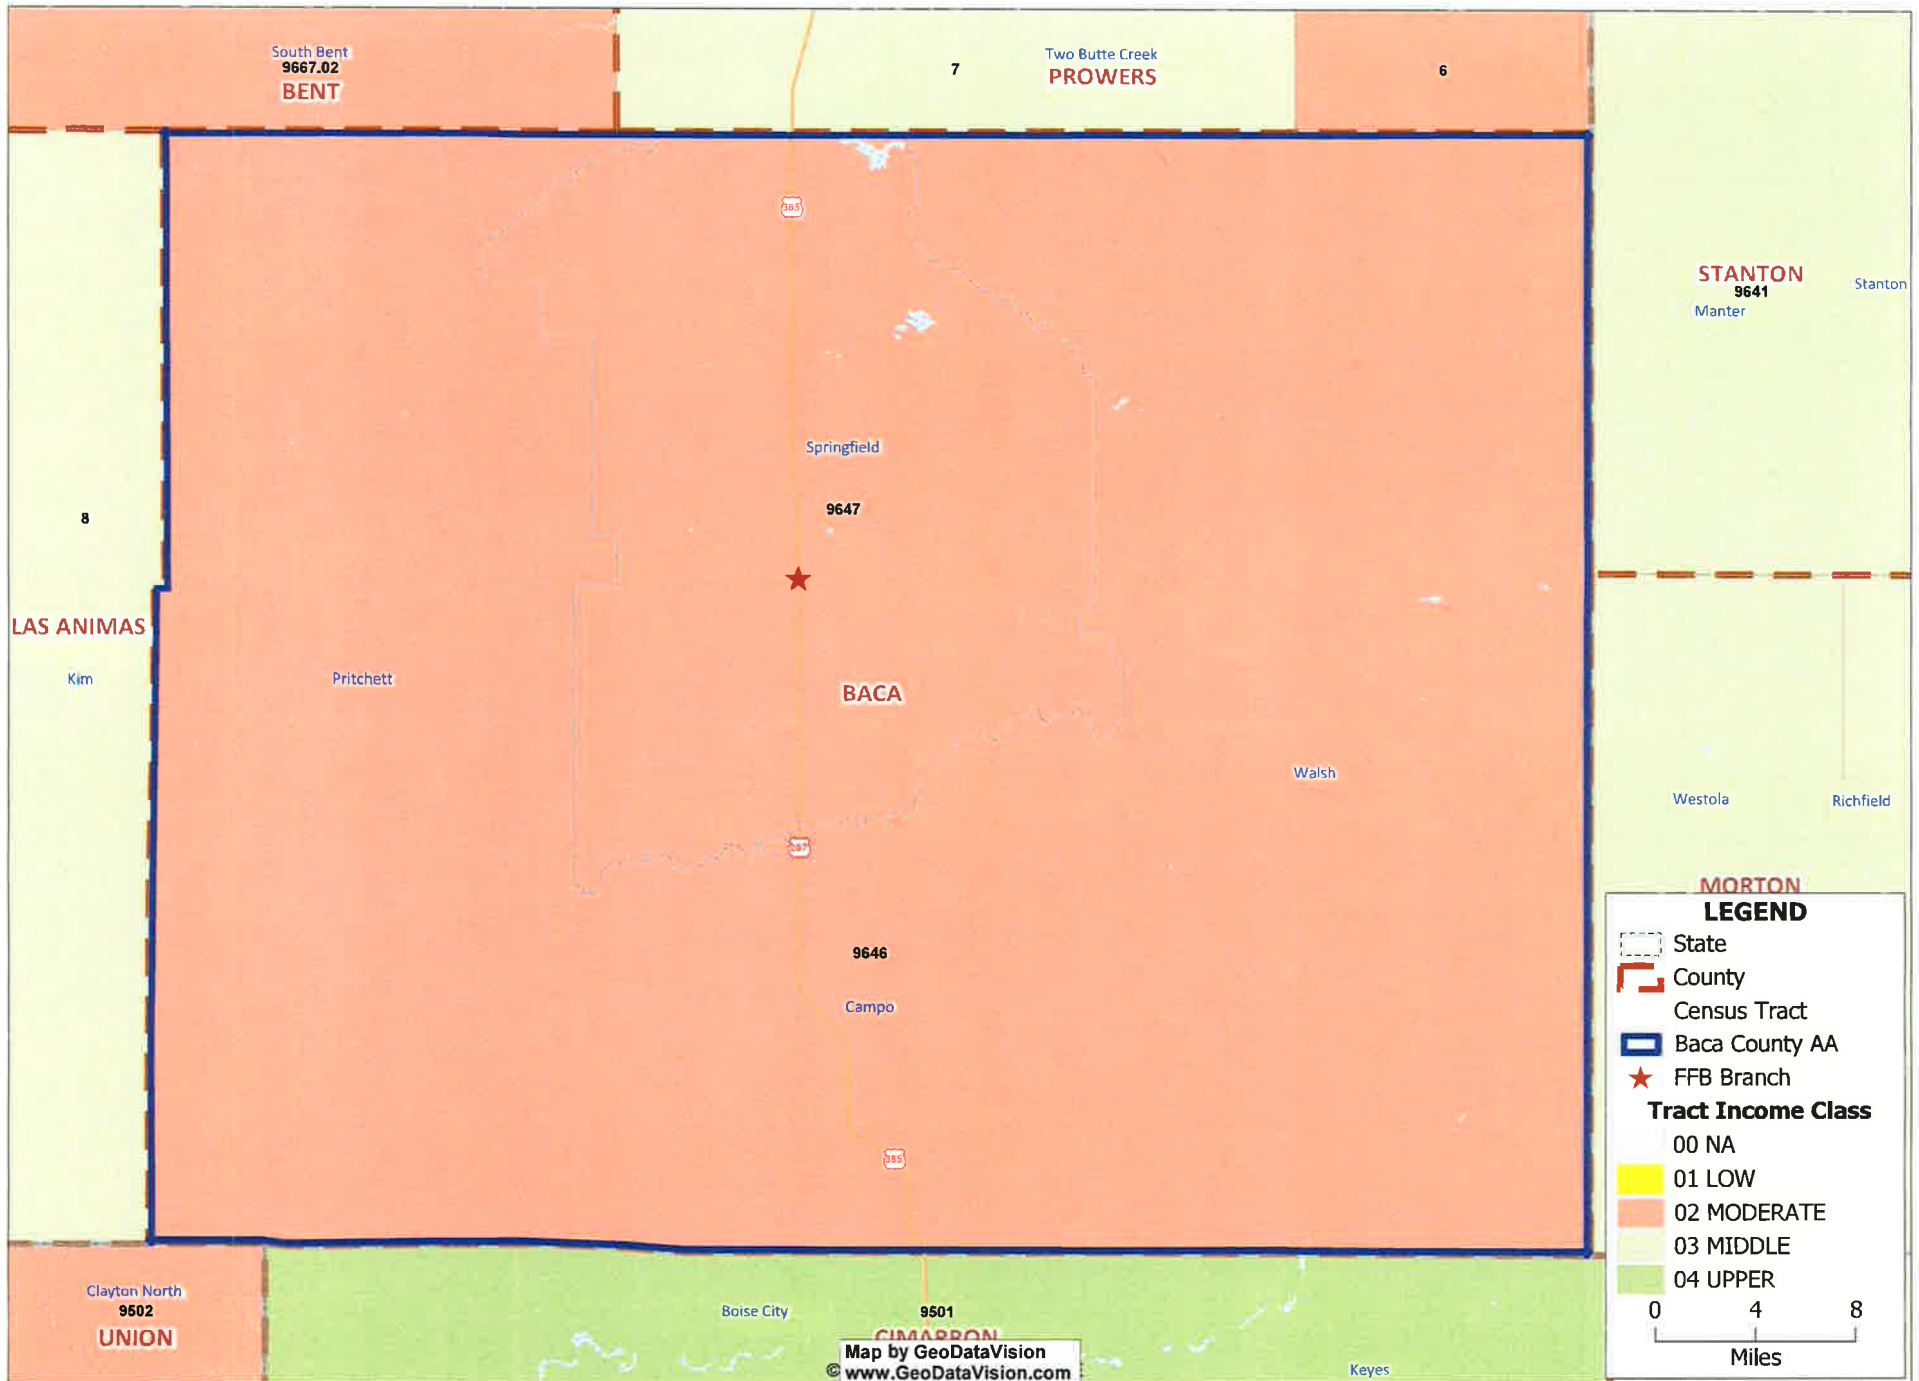 South Bent
9667.02
BENT
7
Two Butte Creek
PROWERS
6
385
STANTON
9641
Stanton
Manter
Springfield
9647
8
LAS ANIMAS
Kim
Pritchett
BACA
Walsh
Westola
Richfield
287
MORTON
9646
Campo
385
LEGEND
State
County
Census Tract
Baca County AA
FFB Branch
Tract Income Class
00 NA
01 LOW
02 MODERATE
03 MIDDLE
04 UPPER
0 4 8
Miles
Clayton North
9502
UNION
Boise City
9501
CIMARRON
Keyes
Map by GeoDataVision
© www.GeoDataVision.com